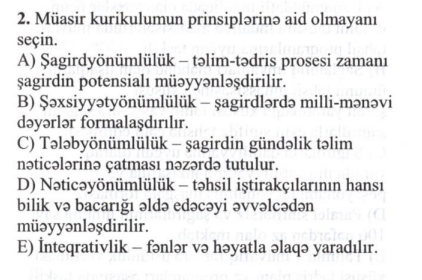 2. Müasir kurikulumun prinsiplərinə aid olmayanı
seçin.
A) Şagirdyönümlülük – təlim-tədris prosesi zamanı
şagirdin potensialı müəyyənləşdirilir.
B) Şəxsiyyətyönümlülük – şagirdlərdə milli-mənəvi
dəyərlər formalaşdırılır.
C) Tələbyönümlülük – şagirdin gündəlik təlim
nəticələrinə çatması nəzərdə tutulur.
D) Nəticəyönümlülük – təhsil iştirakçılarının hansı
bilik və bacarığı əldə edəcəyi əvvəlcədən
müəyyənləşdirilir.
E) İnteqrativlik – fənlər və həyatla əlaqə yaradılır.